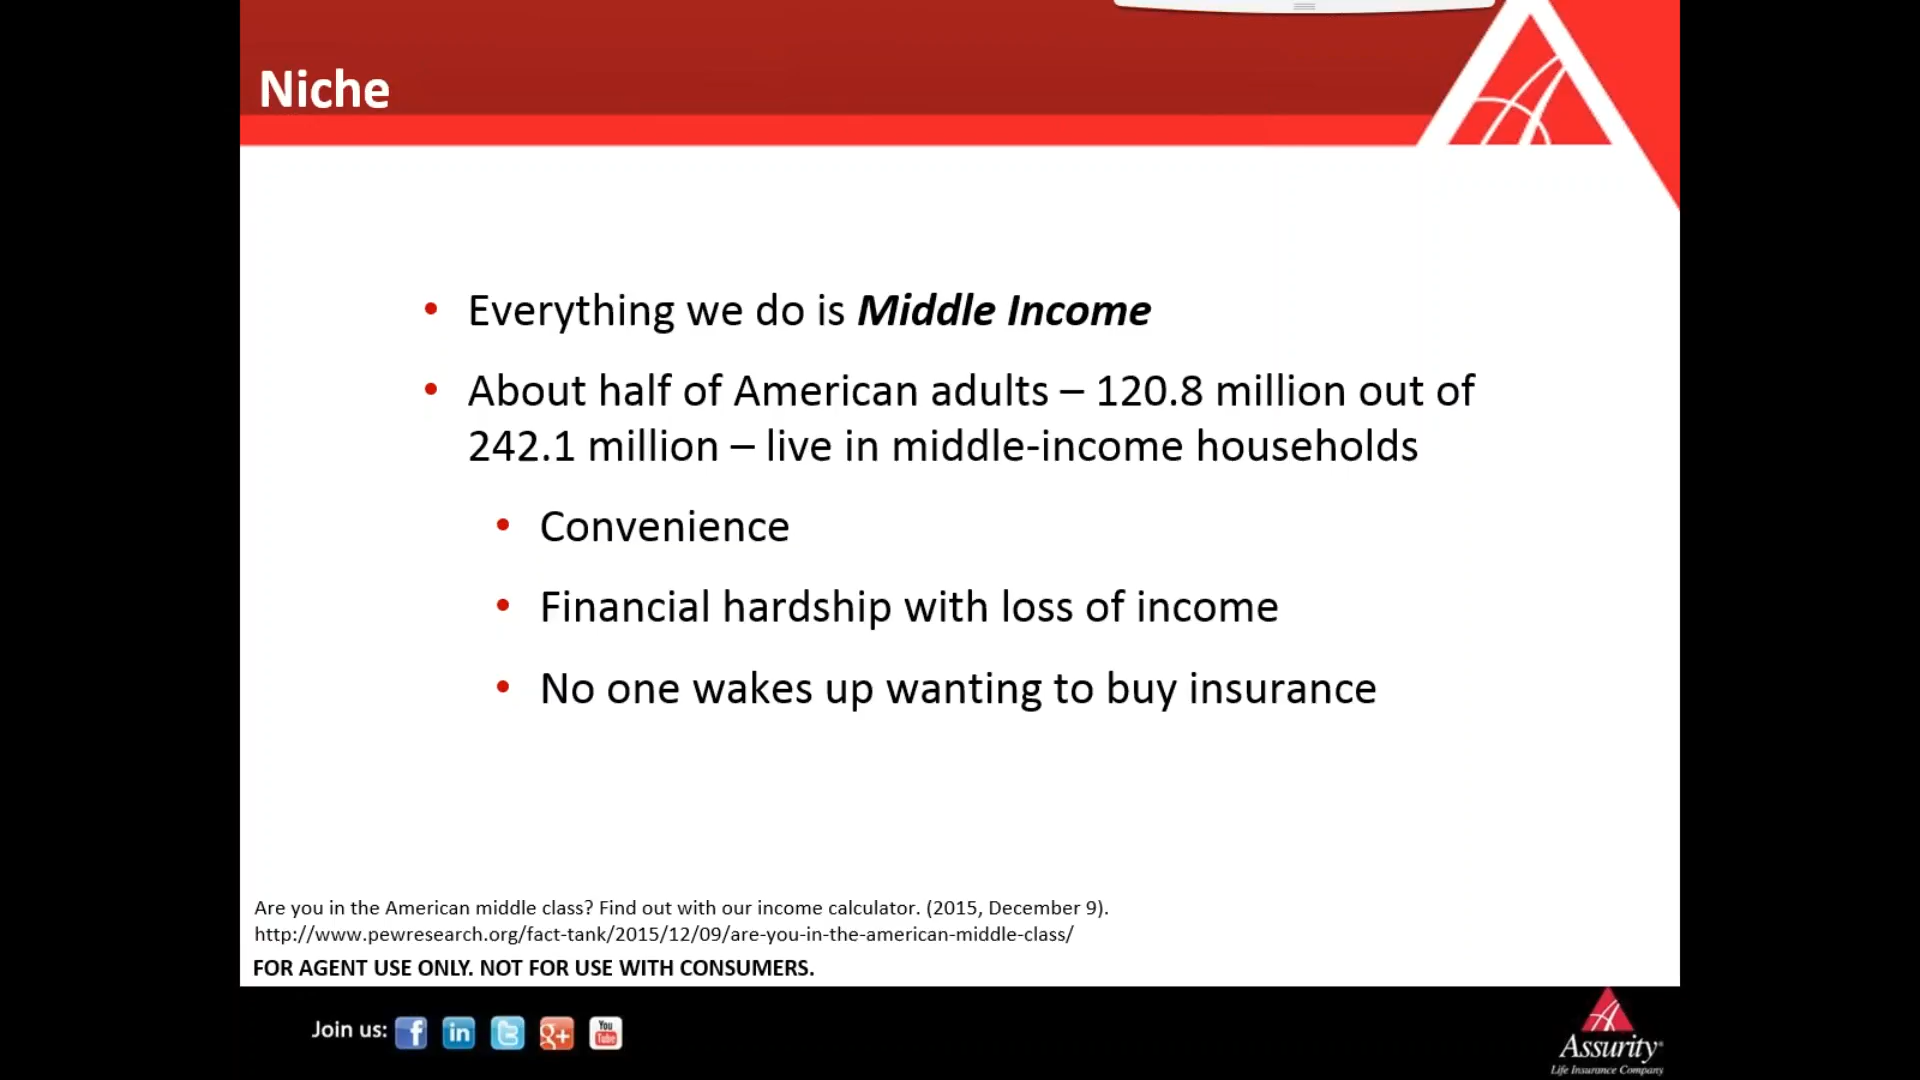 Niche
• Everything we do is Middle Income
• About half of American adults – 120.8 million out of
242.1 million – live in middle-income households
• Convenience
• Financial hardship with loss of income
• No one wakes up wanting to buy insurance
Are you in the American middle class? Find out with our income calculator. (2015, December 9).
http://www.pewresearch.org/fact-tank/2015/12/09/are-you-in-the-american-middle-class/
FOR AGENT USE ONLY. NOT FOR USE WITH CONSUMERS.
Join us: f in t g+ You Tube
Assurity®
Life Insurance Company